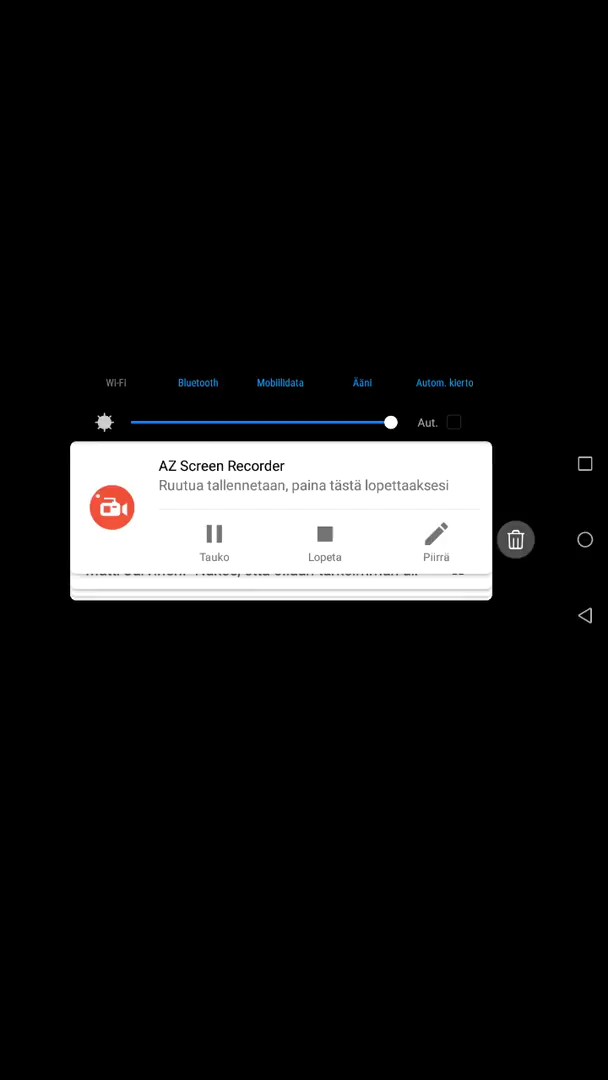 WI-FI Bluetooth Mobiilidata Ääni Autom. kierto
Aut.
AZ Screen Recorder
Ruutua tallennetaan, paina tästä lopettaaksesi
Tauko Lopeta Piirrä